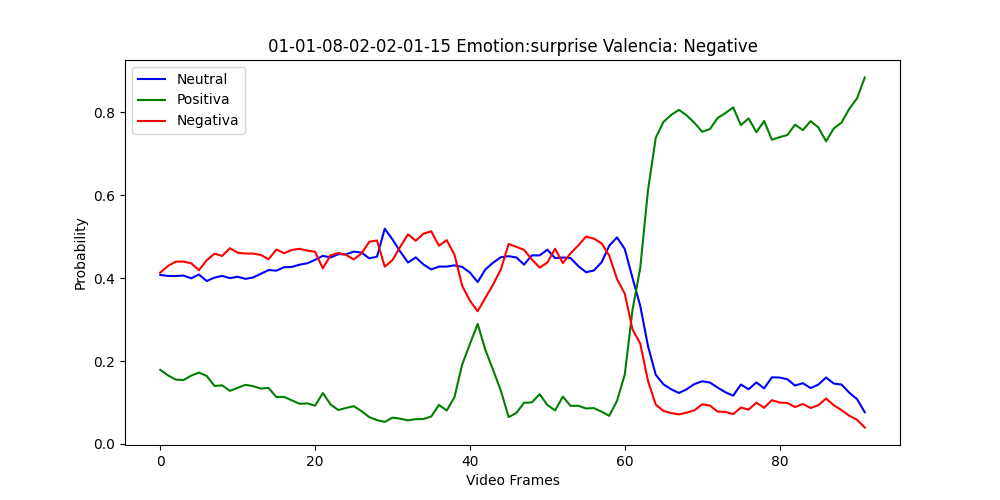 01-01-08-02-02-01-15 Emotion:surprise Valencia: Negative
Neutral
Positiva
Negativa
Probability
0.8
0.6
0.4
0.2
0.0
0 20 40 60 80
Video Frames